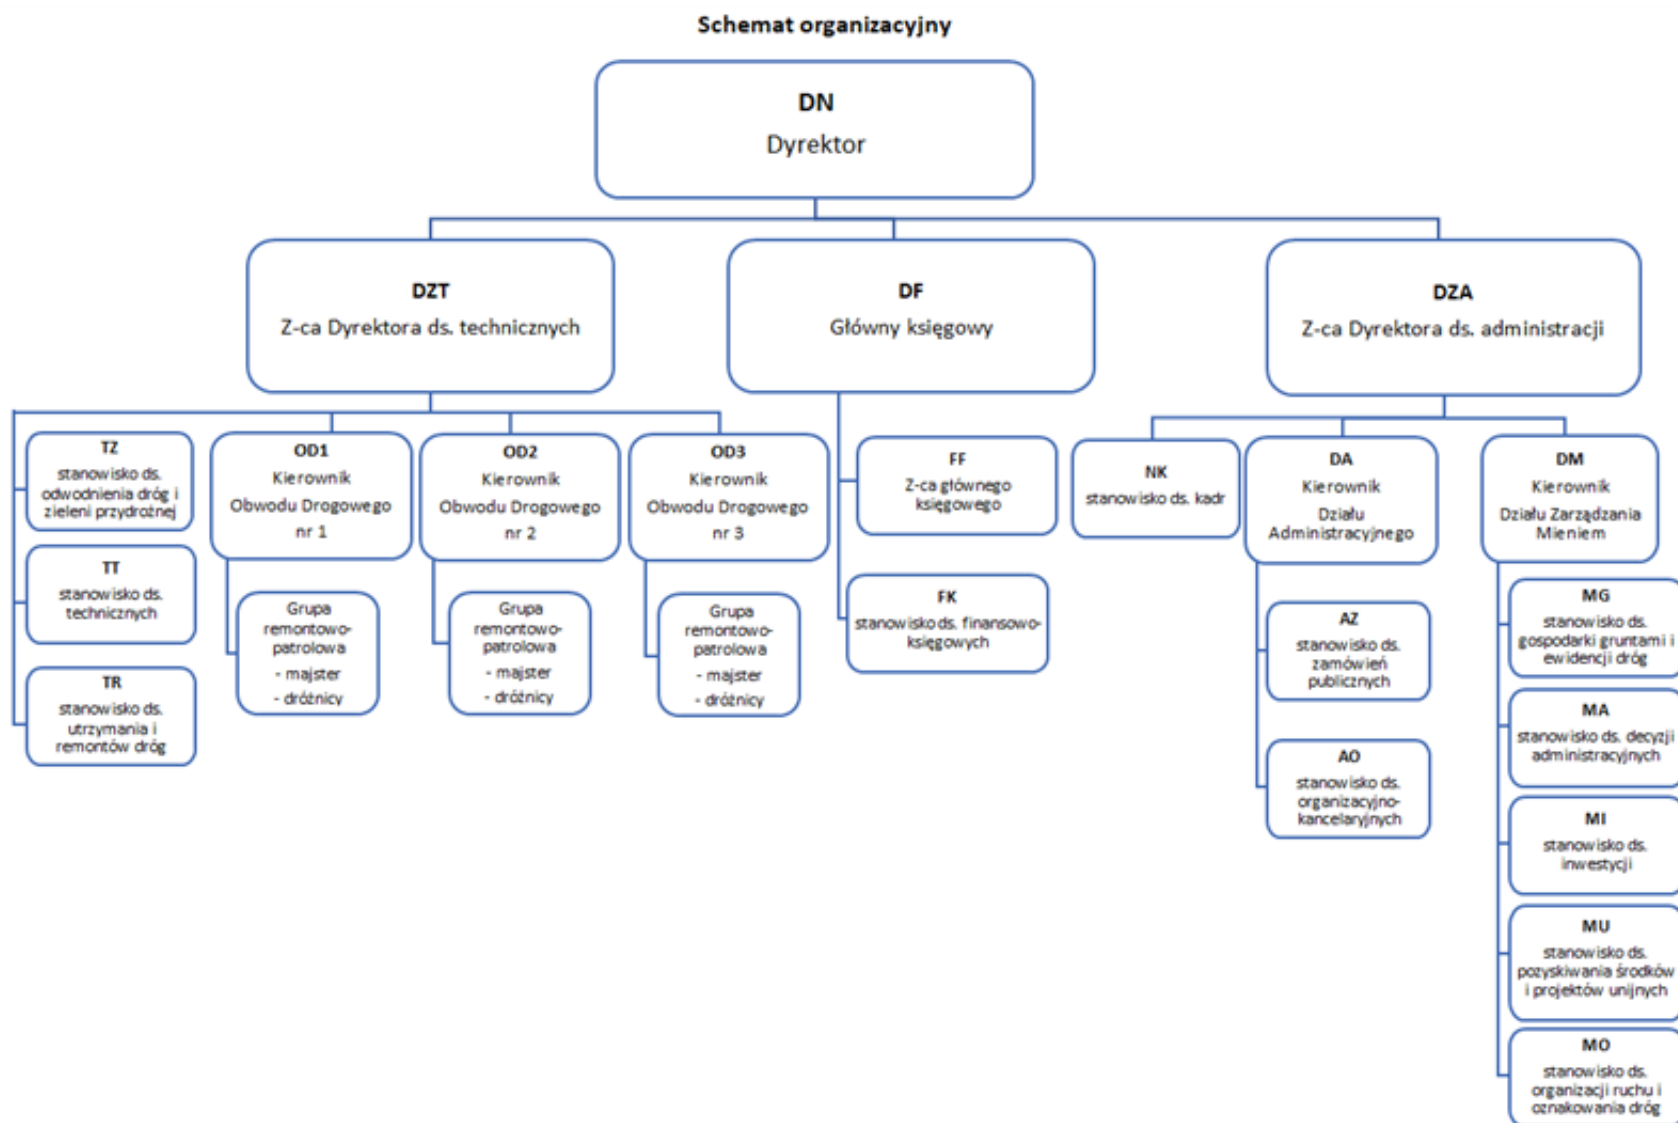 Schemat organizacyjny
DN
Dyrektor
DZT
Z-ca Dyrektora ds. technicznych
DF
Główny księgowy
DZA
Z-ca Dyrektora ds. administracji
TZ
stanowisko ds.
odwodnienia dróg i
zieleni przydrożnej
TT
stanowisko ds.
technicznych
TR
stanowisko ds.
utrzymania i
remontów dróg
OD1
Kierownik
Obwodu Drogowego
nr 1
Grupa
remontowo-
patrolowa
- majster
- dróżnicy
OD2
Kierownik
Obwodu Drogowego
nr 2
Grupa
remontowo-
patrolowa
- majster
- dróżnicy
OD3
Kierownik
Obwodu Drogowego
nr 3
Grupa
remontowo-
patrolowa
- majster
- dróżnicy
FF
Z-ca głównego
księgowego
FK
stanowisko ds. finansowo-
księgowych
NK
stanowisko ds. kadr
DA
Kierownik
Działu
Administracyjnego
AZ
stanowisko ds.
zamówień
publicznych
AO
stanowisko ds.
organizacyjno-
kancelaryjnych
DM
Kierownik
Działu Zarządzania
Mieniem
MG
stanowisko ds.
gospodarki gruntami i
ewidencji dróg
MA
stanowisko ds. decyzji
administracyjnych
MI
stanowisko ds.
inwestycji
MU
stanowisko ds.
pozyskiwania środków
i projektów unijnych
MO
stanowisko ds.
organizacji ruchu i
oznakowania dróg